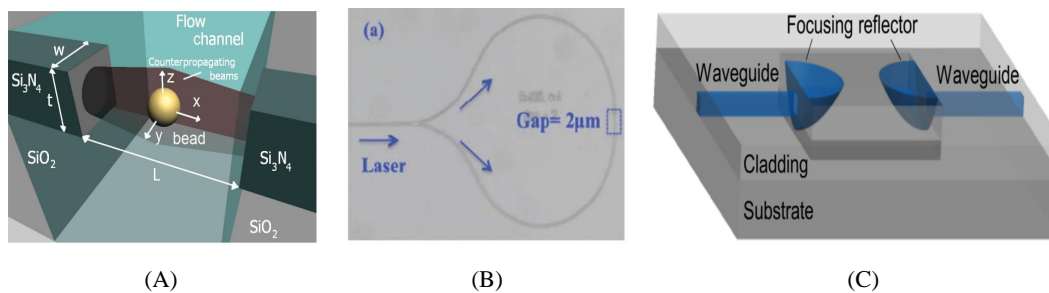 Flow
channel
w
Counterpropagating
beams
Si₃N₄
t
z
x
y
bead
SiO₂
L
Si₃N₄
SiO₂
(A)
(a)
Gap= 2μm
Laser
(B)
Focusing reflector
Waveguide
Waveguide
Cladding
Substrate
(C)